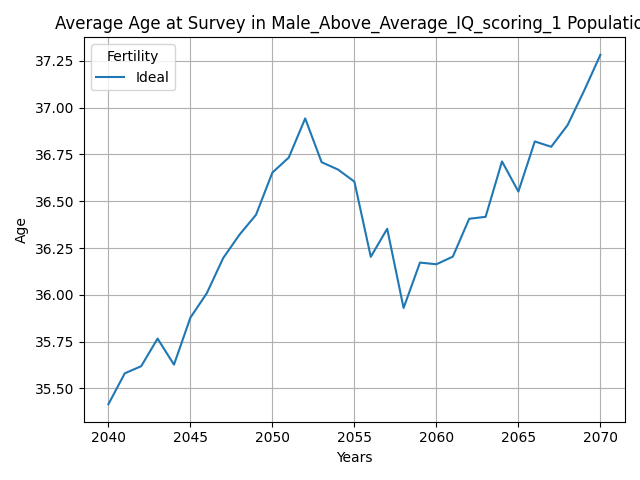 Average Age at Survey in Male_Above_Average_IQ_scoring_1 Populatio
Fertility
Ideal
37.25
37.00
36.75
36.50
36.25
36.00
35.75
35.50
Age
2040 2045 2050 2055 2060 2065 2070
Years